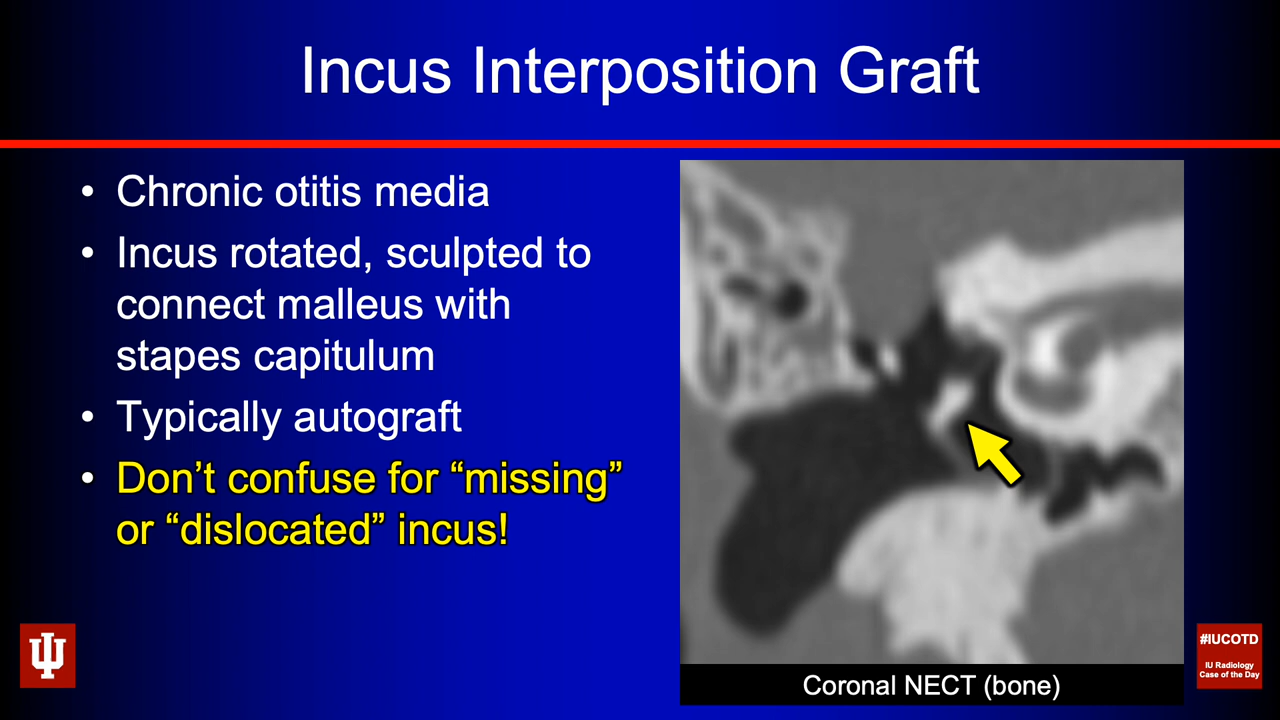 Incus Interposition Graft
• Chronic otitis media
• Incus rotated, sculpted to
connect malleus with
stapes capitulum
• Typically autograft
• Don’t confuse for “missing”
or “dislocated” incus!
Coronal NECT (bone)
#IUCOTD
IU Radiology
Case of the Day